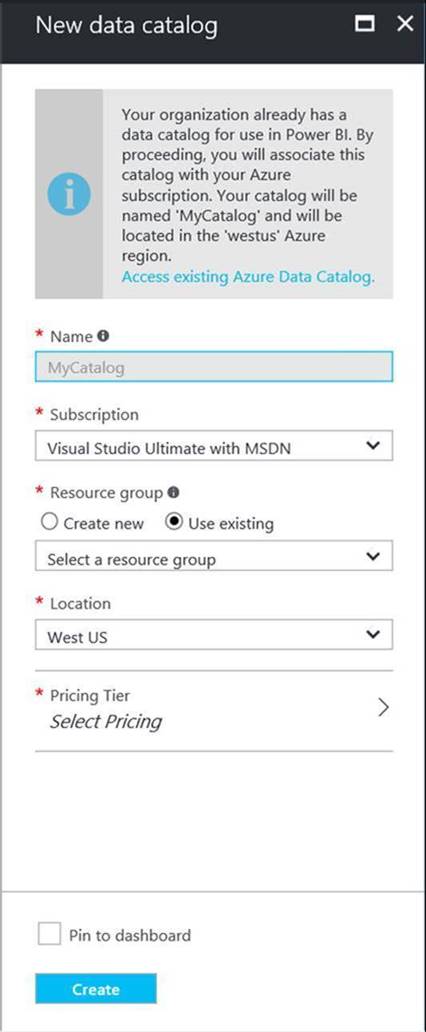 New data catalog
Your organization already has a
data catalog for use in Power BI. By
proceeding, you will associate this
catalog with your Azure
subscription. Your catalog will be
named 'MyCatalog' and will be
located in the 'westus' Azure
region.
Access existing Azure Data Catalog.
* Name
MyCatalog
* Subscription
Visual Studio Ultimate with MSDN
* Resource group
Create new Use existing
Select a resource group
* Location
West US
* Pricing Tier
Select Pricing
Pin to dashboard
Create